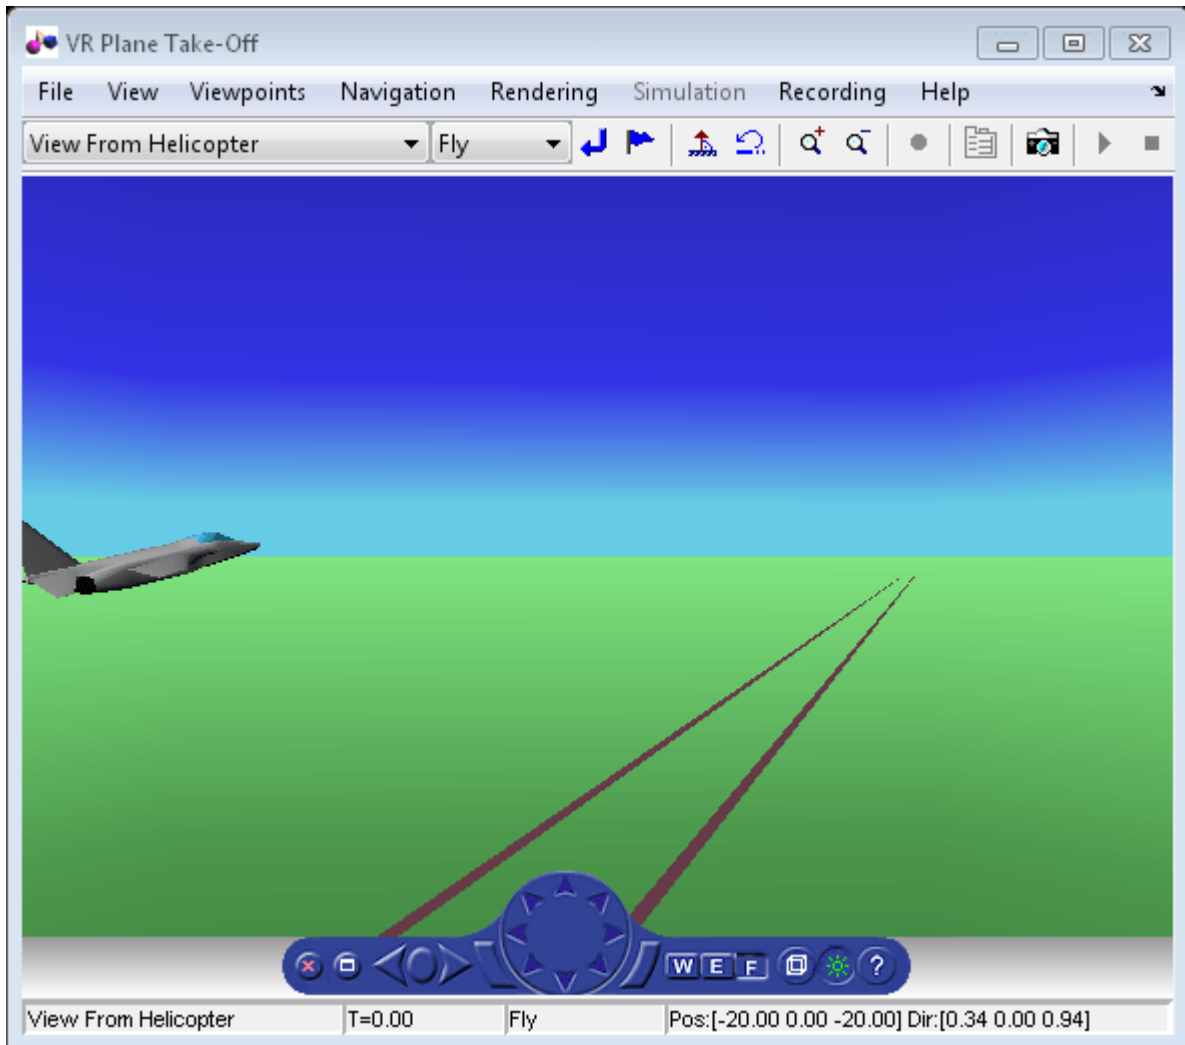 VR Plane Take-Off
File View Viewpoints Navigation Rendering Simulation Recording Help
View From Helicopter Fly
W E F ?
View From Helicopter T=0.00 Fly Pos:[-20.00 0.00 -20.00] Dir:[0.34 0.00 0.94]